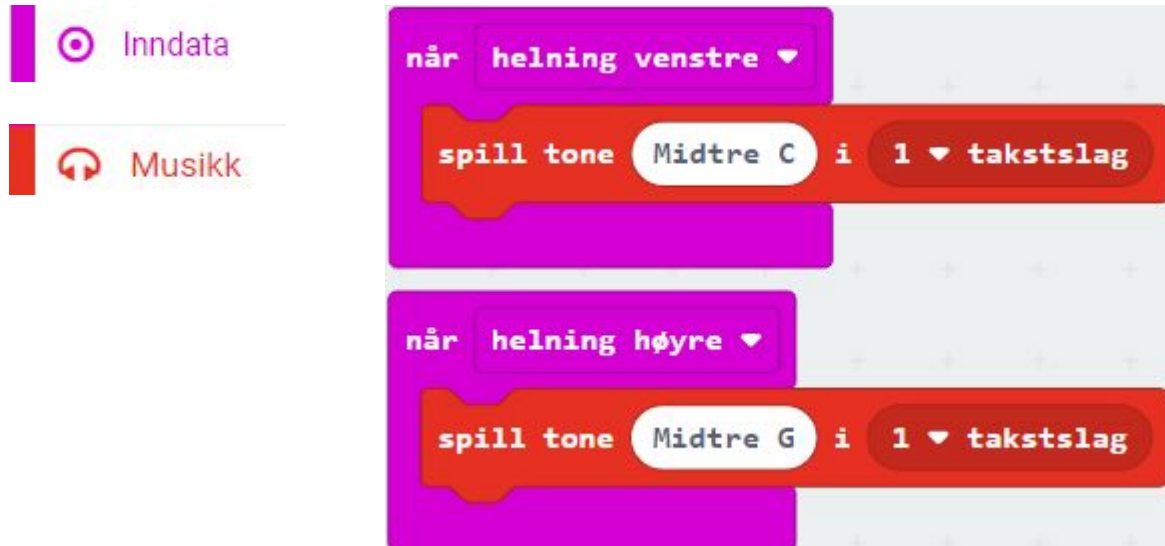 Inndata
Musikk
når helning venstre
spill tone Midtre C i 1 takstslag
når helning høyre
spill tone Midtre G i 1 takstslag